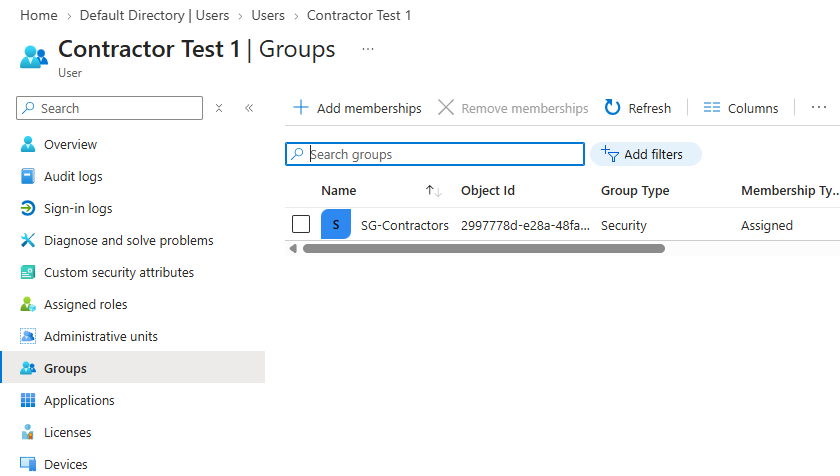 Home > Default Directory | Users > Users > Contractor Test 1
Contractor Test 1 | Groups ...
User
Search
Add memberships Remove memberships Refresh Columns ...
Search groups
Add filters
Name Object Id Group Type Membership Ty...
S SG-Contractors 2997778d-e28a-48fa... Security Assigned
Overview
Audit logs
Sign-in logs
Diagnose and solve problems
Custom security attributes
Assigned roles
Administrative units
Groups
Applications
Licenses
Devices